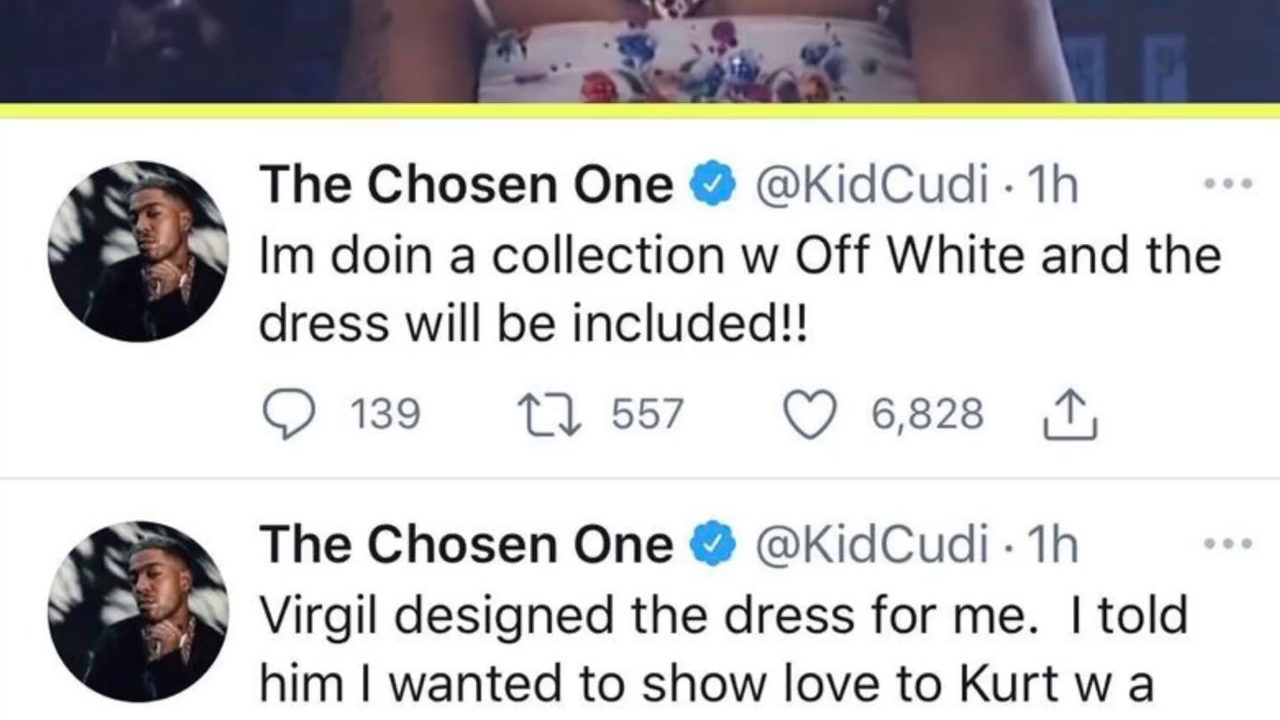 The Chosen One @KidCudi · 1h
Im doin a collection w Off White and the
dress will be included!!
139 557 6,828
The Chosen One @KidCudi · 1h
Virgil designed the dress for me.  I told
him I wanted to show love to Kurt w a